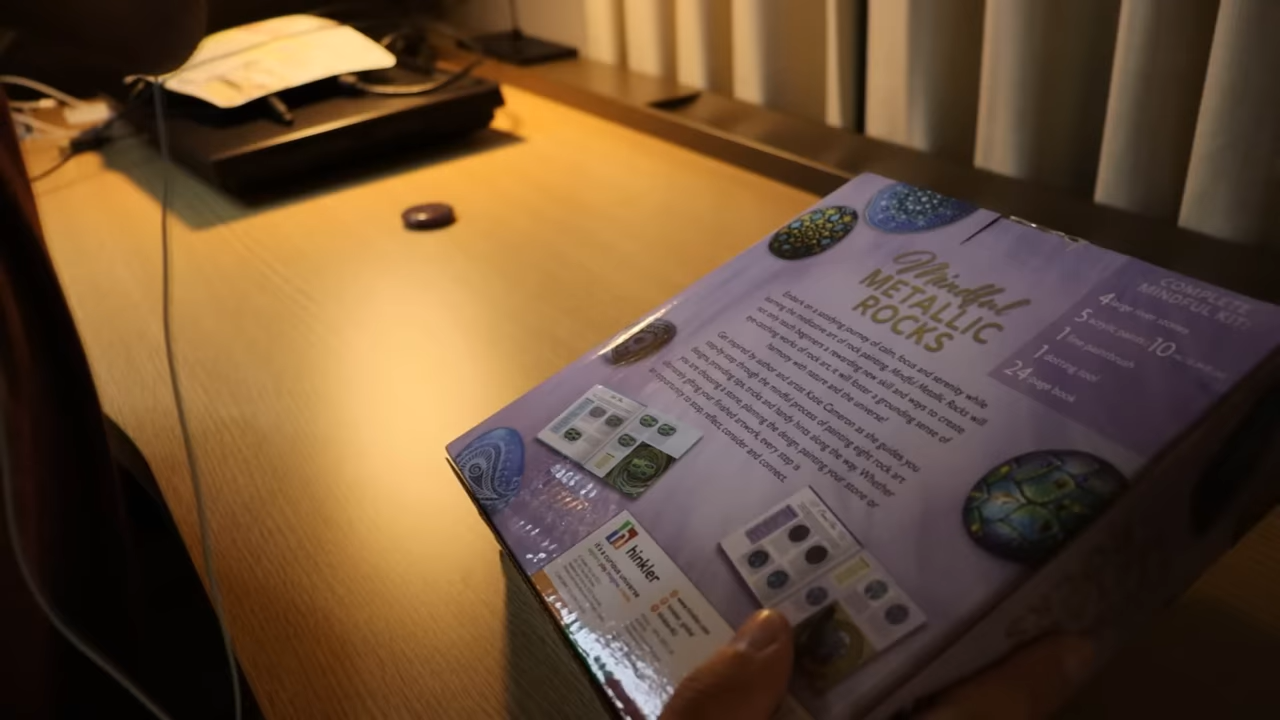 Mindful
METALLIC
ROCKS
Embark on a satisfying journey of calm, focus and serenity while
learning the meditative art of rock painting. Mindful Metallic Rocks will
not only teach beginners a rewarding new skill and ways to create
eye-catching works of rock art, it will foster a grounding sense of
harmony with nature and the universe!
Get inspired by author and artist Katie Cameron as she guides you
step-by-step through the mindful process of painting eight rock art
designs, providing tips, tricks and handy hints along the way. Whether
you are choosing a stone, planning the design, painting your stone or
ultimately gifting your finished artwork, every step is
an opportunity to stop, reflect, consider and connect.
COMPLETE
MINDFUL KIT:
4 large river stones
5 acrylic paints: 10
1 fine paintbrush
1 dotting tool
24-page book
hinkler
IT'S A CURIOUS UNIVERSE